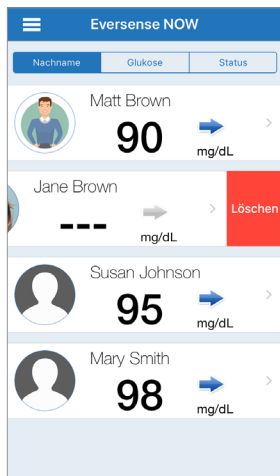 Eversense NOW
Nachname Glukose Status
Matt Brown
90
mg/dL
Jane Brown
---
mg/dL
Löschen
Susan Johnson
95
mg/dL
Mary Smith
98
mg/dL